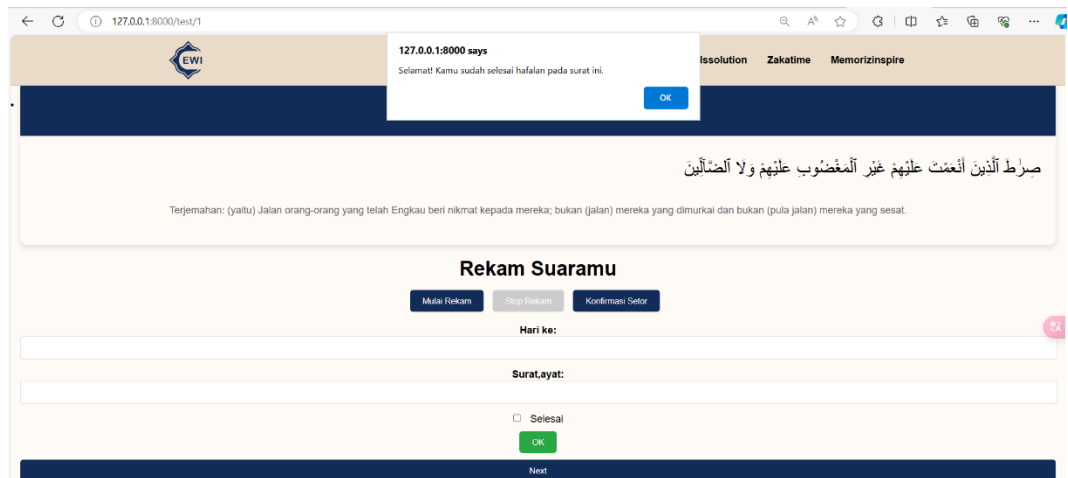 127.0.0.1:8000/test/1
EWI
127.0.0.1:8000 says
Selamat! Kamu sudah selesai hafalan pada surat ini.
OK
Issolution Zakatime Memorizinspire
صِرَٰطَ ٱلَّذِينَ أَنْعَمْتَ عَلَيْهِمْ غَيْرِ ٱلْمَغْضُوبِ عَلَيْهِمْ وَلَا ٱلضَّآلِّينَ
Terjemahan: (yaitu) Jalan orang-orang yang telah Engkau beri nikmat kepada mereka; bukan (jalan) mereka yang dimurkai dan bukan (pula jalan) mereka yang sesat.
Rekam Suaramu
Mulai Rekam Stop Rekam Konfirmasi Setor
Hari ke:
Surat,ayat:
Selesai
OK
Next